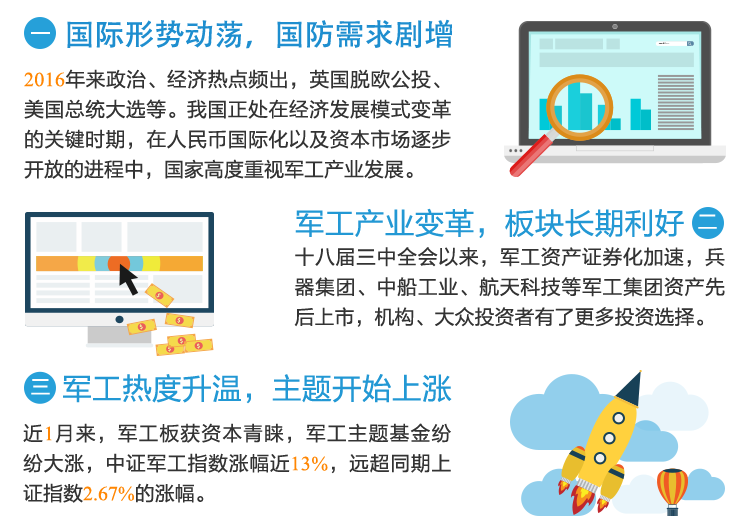 一 国际形势动荡，国防需求剧增
2016年来政治、经济热点频出，英国脱欧公投、
美国总统大选等。我国正处在经济发展模式变革
的关键时期，在人民币国际化以及资本市场逐步
开放的进程中，国家高度重视军工产业发展。
军工产业变革，板块长期利好 二
十八届三中全会以来，军工资产证券化加速，兵
器集团、中船工业、航天科技等军工集团资产先
后上市，机构、大众投资者有了更多投资选择。
三 军工热度升温，主题开始上涨
近1月来，军工板获资本青睐，军工主题基金纷
纷大涨，中证军工指数涨幅近13%，远超同期上
证指数2.67%的涨幅。